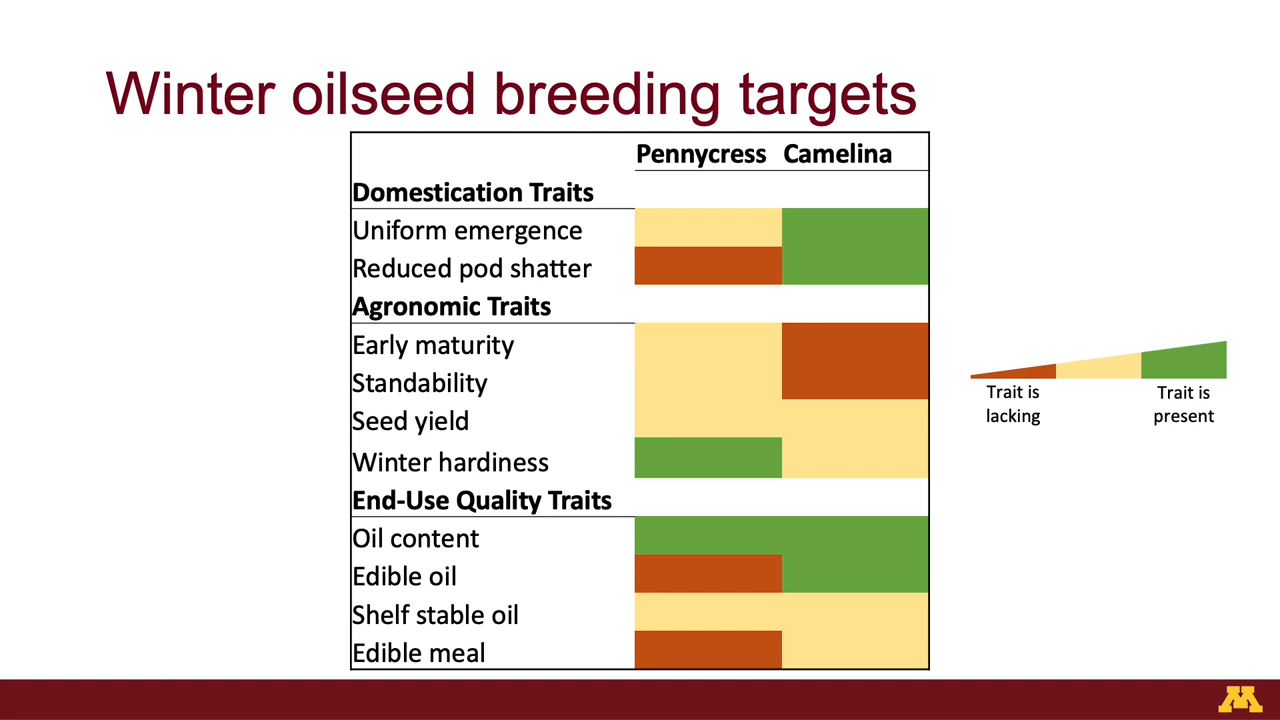 Winter oilseed breeding targets
Pennycress Camelina
Domestication Traits
Uniform emergence
Reduced pod shatter
Agronomic Traits
Early maturity
Standability
Seed yield
Winter hardiness
End-Use Quality Traits
Oil content
Edible oil
Shelf stable oil
Edible meal
Trait is
lacking
Trait is
present
M